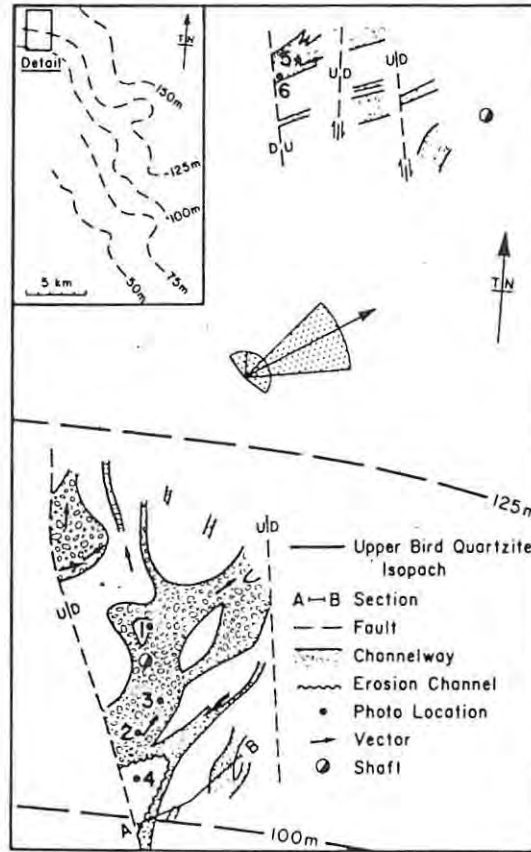 T N
Detail
150m
125m
100m
75m
50m
5 km
5
6
U D
U D
D U
T N
125m
U D
U D
1
3
2
4
A
B
100m
Upper Bird Quartzite
Isopach
A B Section
Fault
Channelway
Erosion Channel
Photo Location
Vector
Shaft